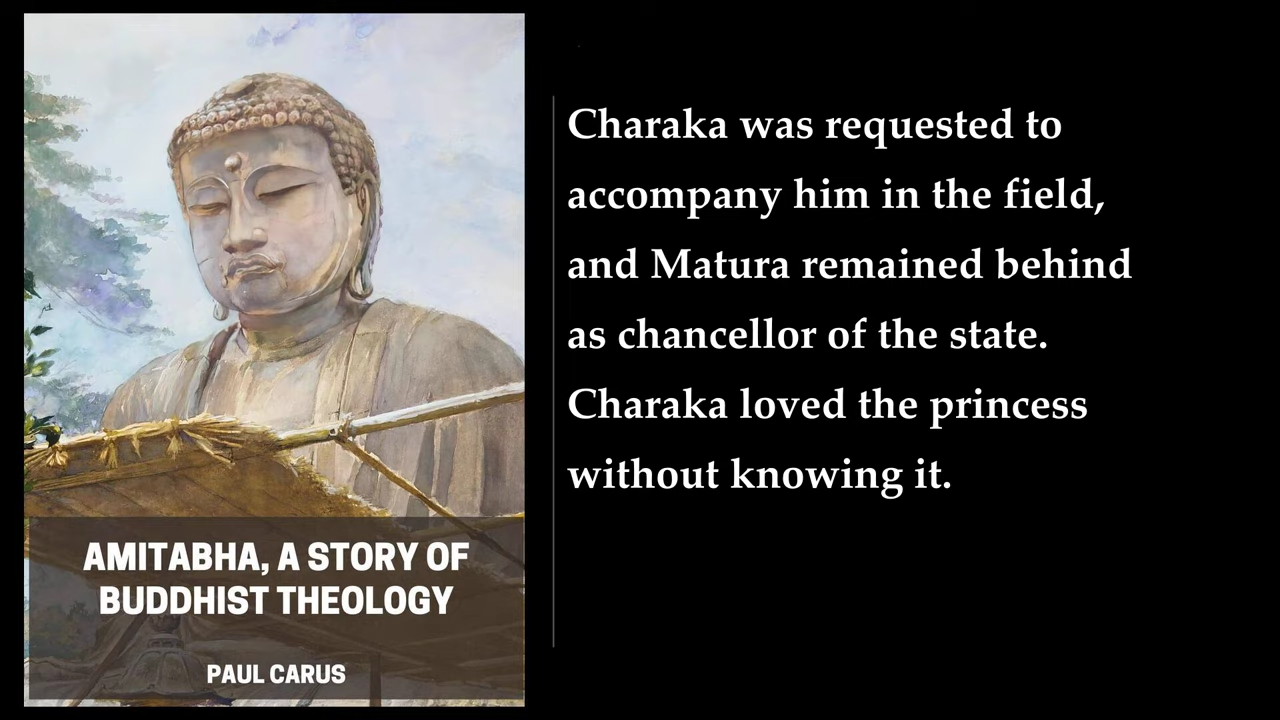 AMITABHA, A STORY OF
BUDDHIST THEOLOGY
PAUL CARUS
Charaka was requested to
accompany him in the field,
and Matura remained behind
as chancellor of the state.
Charaka loved the princess
without knowing it.